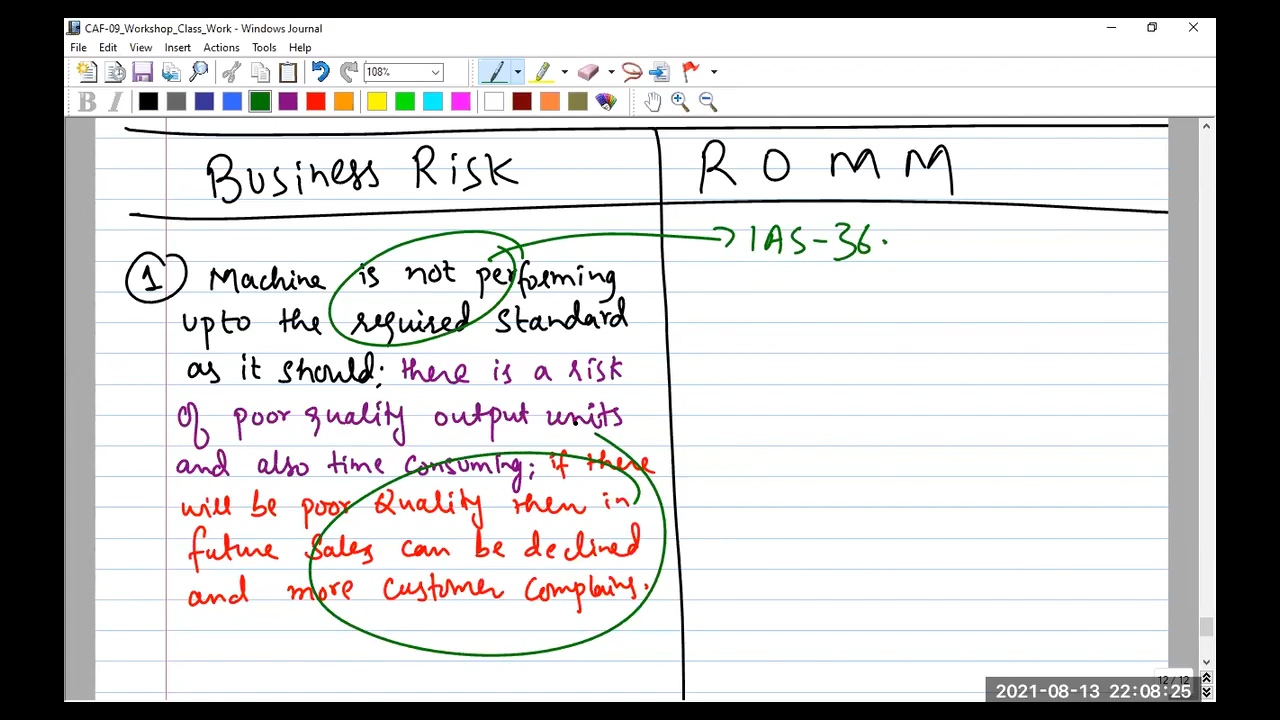 CAF-09_Workshop_Class_Work - Windows Journal
File Edit View Insert Actions Tools Help
108%
B I
Business Risk
R O M M
① Machine is not performing
→ IAS-36.
upto the required standard
as it should; there is a risk
of poor quality output units
and also time consuming; if there
will be poor Quality then in
future Sales can be declined
and more customer complains.
12 / 12
2021-08-13 22:08:25